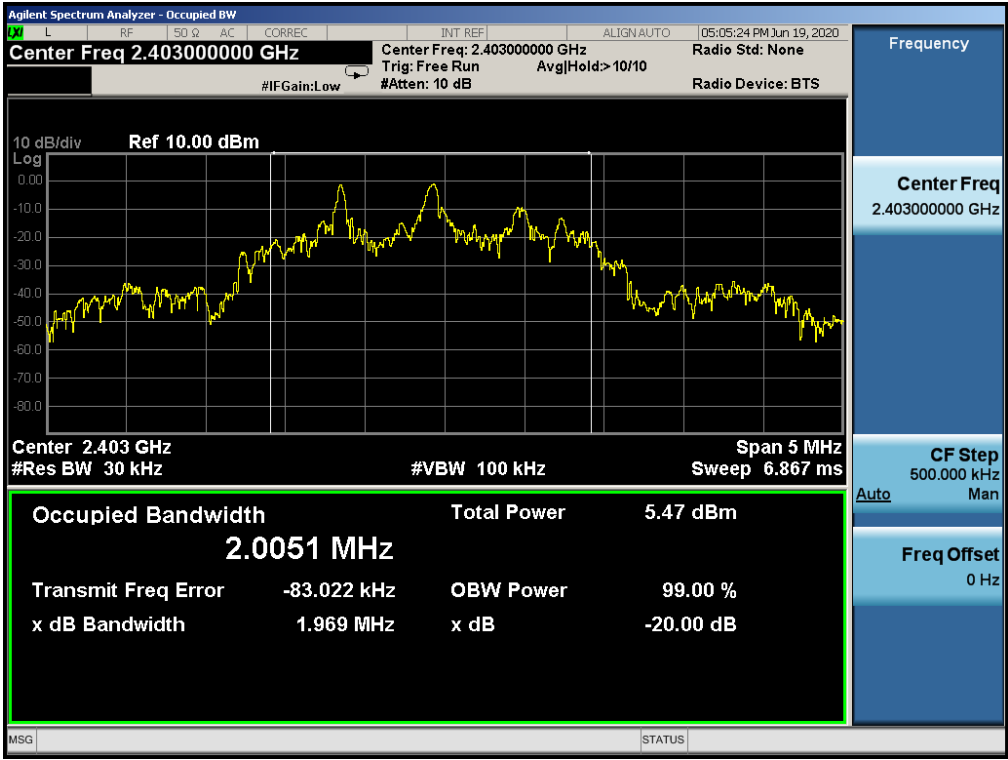 Agilent Spectrum Analyzer - Occupied BW
LXI L RF 50 Ω AC CORREC INT REF ALIGN AUTO 05:05:24 PM Jun 19, 2020
Center Freq 2.403000000 GHz
Center Freq: 2.403000000 GHz Radio Std: None
Trig: Free Run Avg|Hold:>10/10
#IFGain:Low #Atten: 10 dB Radio Device: BTS
10 dB/div Ref 10.00 dBm
Log
0.00
-10.0
-20.0
-30.0
-40.0
-50.0
-60.0
-70.0
-80.0
Center 2.403 GHz Span 5 MHz
#Res BW 30 kHz #VBW 100 kHz Sweep 6.867 ms
Occupied Bandwidth Total Power 5.47 dBm
2.0051 MHz
Transmit Freq Error -83.022 kHz OBW Power 99.00 %
x dB Bandwidth 1.969 MHz x dB -20.00 dB
MSG STATUS
Frequency
Center Freq
2.403000000 GHz
CF Step
500.000 kHz
Auto Man
Freq Offset
0 Hz